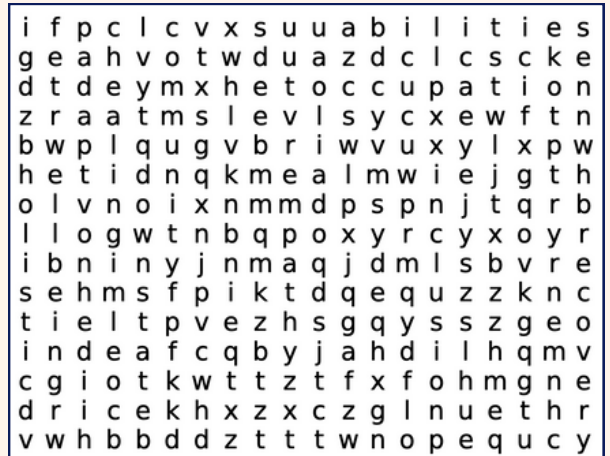 i f p c l c v x s u u a b i l i t i e s
g e a h v o t w d u a z d c l c s c k e
d t d e y m x h e t o c c u p a t i o n
z r a a t m s l e v l s y c x e w f t n
b w p l q u g v b r i w v u x y l x p w
h e t i d n q k m e a l m w i e j g t h
o l v n o i x n m m d p s p n j t q r b
l l o g w t n b q p o x y r c y x o y r
i b n i n y j n m a q j d m l s b v r e
s e h m s f p i k t d q e q u z z k n c
t i e l t p v e z h s g q y s s z g e o
i n d e a f c q b y j a h d i l h q m v
c g i o t k w t t z t f x f o h m g n e
d r i c e k h x z x c z g l n u e t h r
v w h b b d d z t t t w n o p e q u c y